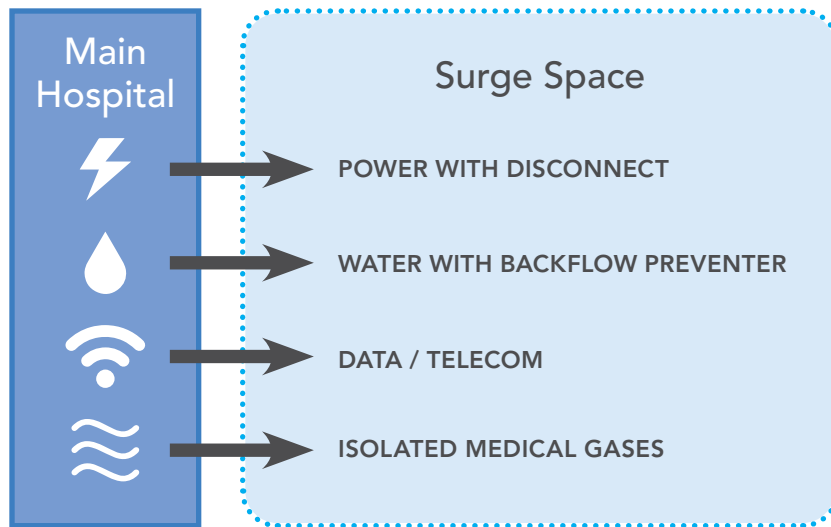 Main
Hospital
Surge Space
POWER WITH DISCONNECT
WATER WITH BACKFLOW PREVENTER
DATA / TELECOM
ISOLATED MEDICAL GASES